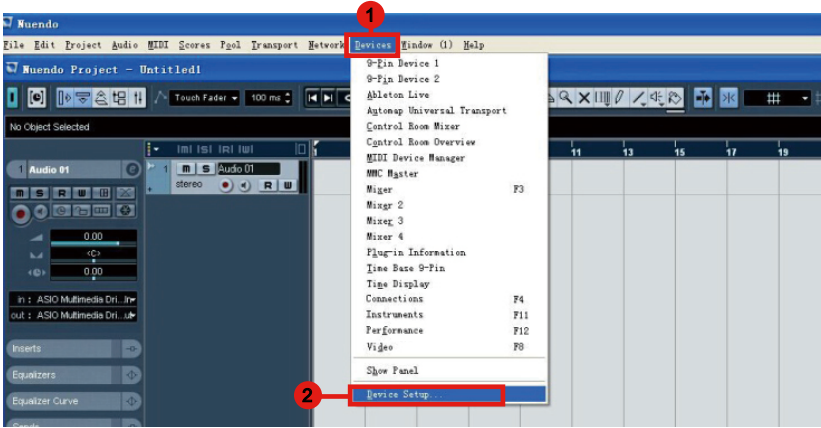 1
Nuendo
File Edit Project Audio MIDI Scores Pool Transport Network Devices Window (1) Help
Nuendo Project - Untitled1
Touch Fader 100 ms
No Object Selected
1 Audio 01
M S R W
0.00
<C>
0.00
in : ASIO Multimedia Dri...In
out : ASIO Multimedia Dri...ut
Inserts
Equalizers
Equalizer Curve
Sends
M S R W
1 M S Audio 01
stereo R W
11 13 15 17 19
9-Pin Device 1
9-Pin Device 2
Ableton Live
Automap Universal Transport
Control Room Mixer
Control Room Overview
MIDI Device Manager
MMC Master
Mixer F3
Mixer 2
Mixer 3
Mixer 4
Plug-in Information
Time Base 9-Pin
Time Display
Connections F4
Instruments F11
Performance F12
Video F8
Show Panel
2
Device Setup...